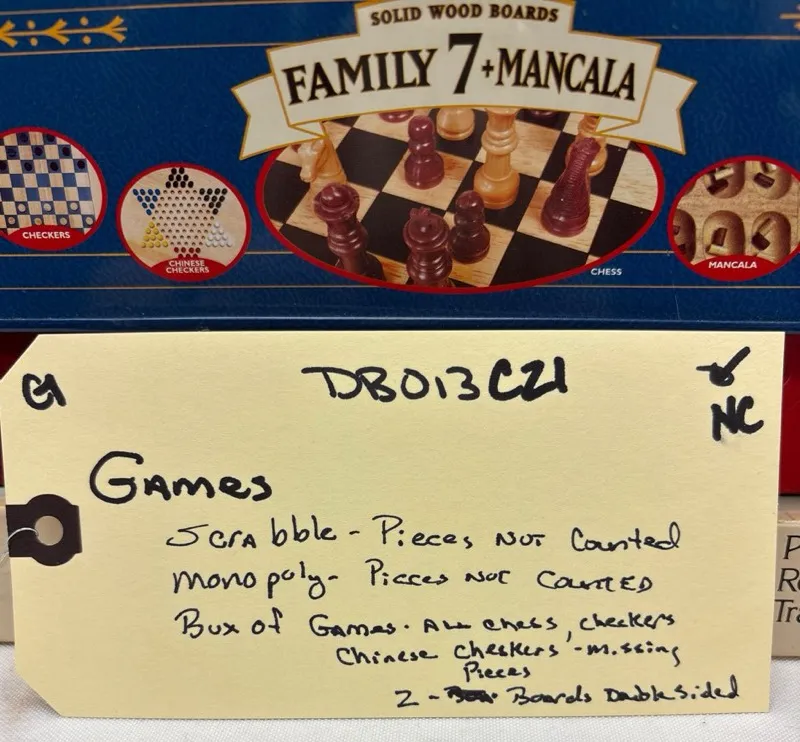 SOLID WOOD BOARDS
FAMILY 7+MANCALA
CHECKERS
CHINESE
CHECKERS
CHESS
MANCALA
DB013C21
NC
GAMES
SCRABBLE - Pieces NOT Counted
monopoly - Pieces NOT COUNTED
Box of GAMES. ALL chess, checkers
Chinese Checkers - missing
Pieces
2 - Boards Double Sided